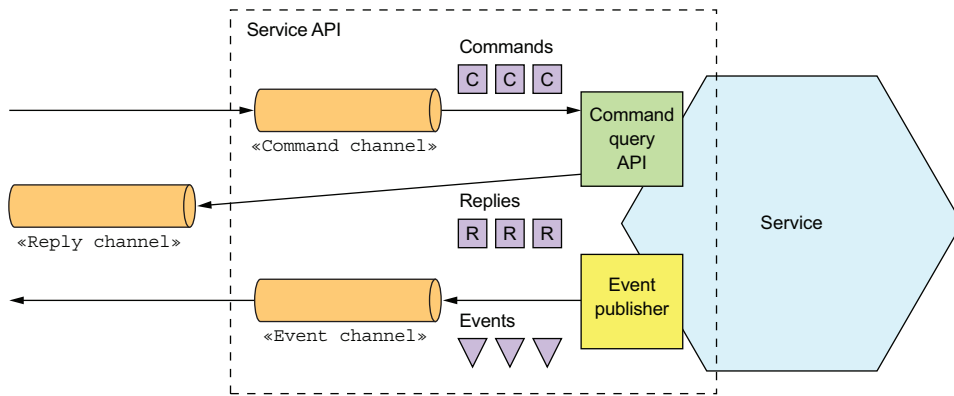 Service API
Commands
C C C
«Command channel»
Command
query
API
«Reply channel»
Replies
R R R
Service
«Event channel»
Events
Event
publisher